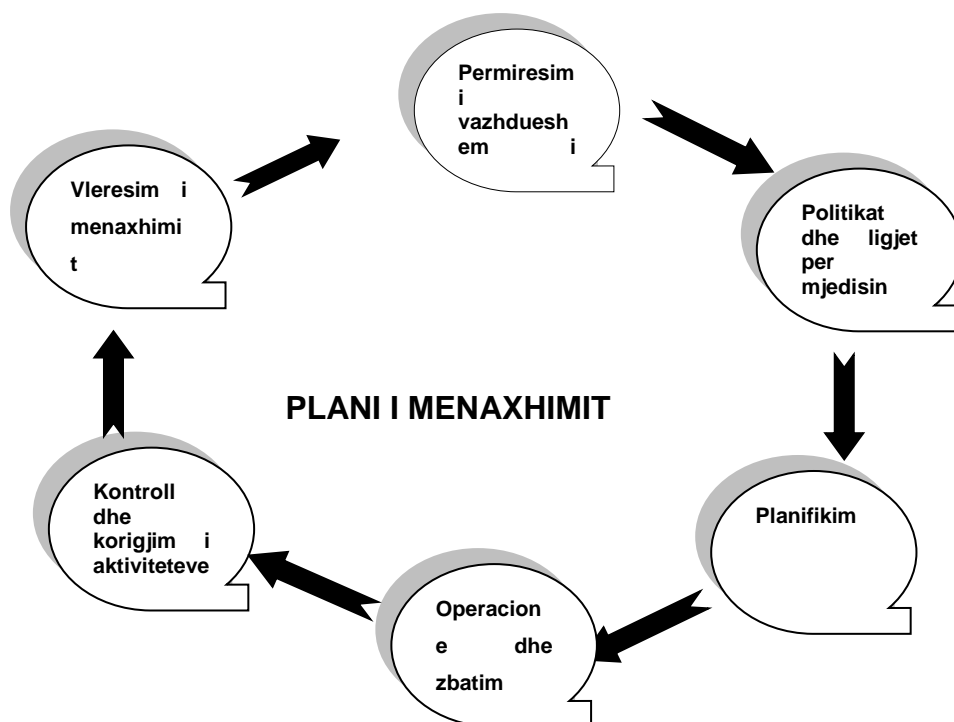 Permiresim
i
vazhduesh
em i
Vleresim i
menaxhimi
t
Politikat
dhe ligjet
per
mjedisin
PLANI I MENAXHIMIT
Kontroll
dhe
korigjim i
aktiviteteve
Planifikim
Operacion
e dhe
zbatim